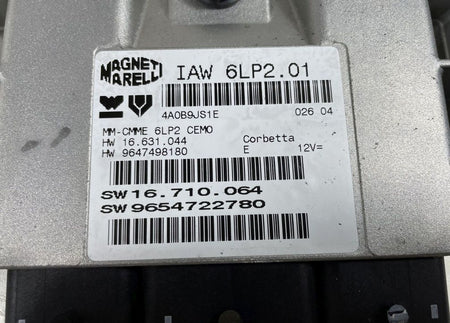 MAGNETI
MARELLI
IAW 6LP2.01
4A0B9JS1E 026 04
MM-CMME 6LP2 CEMO
HW 16.631.044 Corbetta
HW 9647498180 E 12V=
SW16.710.064
SW9654722780